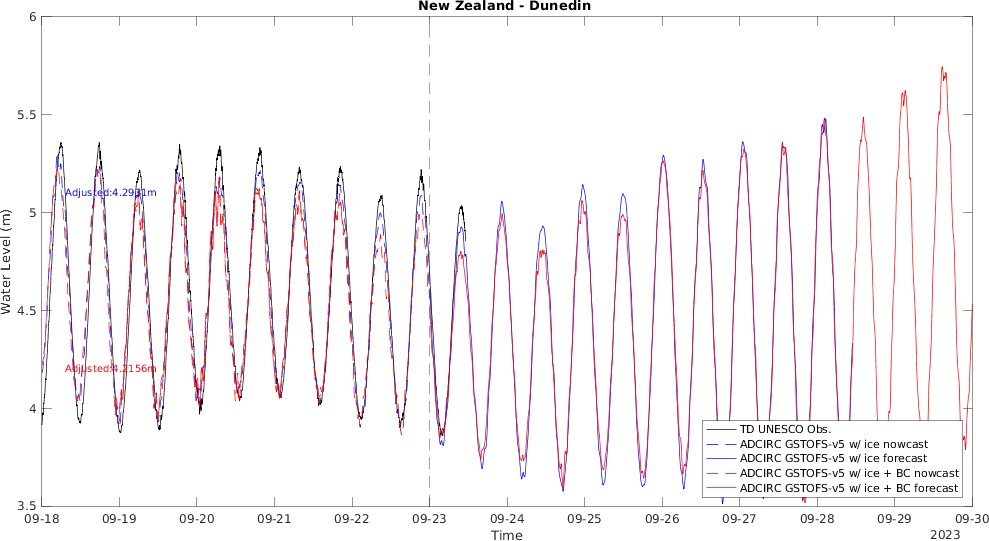 New Zealand - Dunedin
6
5.5
5
4.5
4
3.5
Water Level (m)
Adjusted:4.2931m
Adjusted:4.2156m
TD UNESCO Obs.
ADCIRC GSTOFS-v5 w/ ice nowcast
ADCIRC GSTOFS-v5 w/ ice forecast
ADCIRC GSTOFS-v5 w/ ice + BC nowcast
ADCIRC GSTOFS-v5 w/ ice + BC forecast
09-18 09-19 09-20 09-21 09-22 09-23 09-24 09-25 09-26 09-27 09-28 09-29 09-30
Time
2023